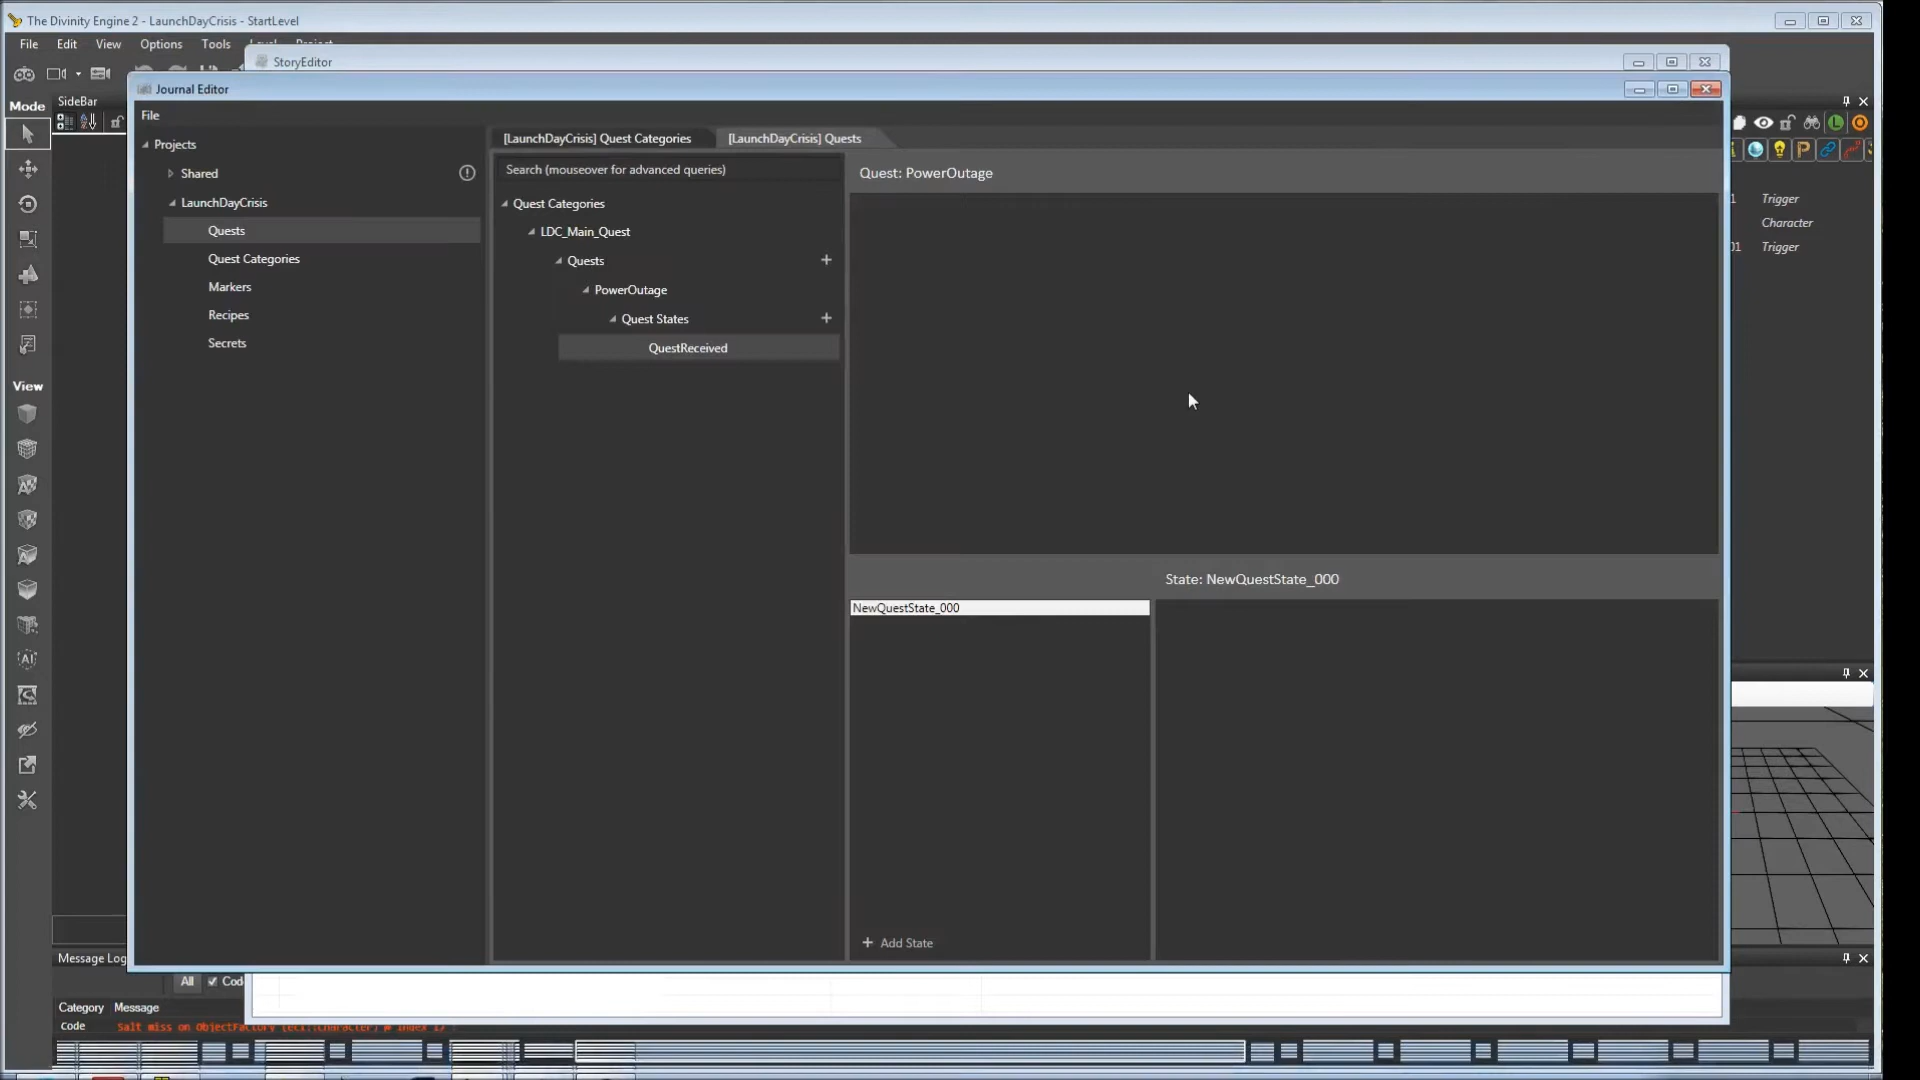 The Divinity Engine 2 - LaunchDayCrisis - StartLevel
File Edit View Options Tools
StoryEditor
Journal Editor
Mode
SideBar
File
Projects
Shared
LaunchDayCrisis
Quests
Quest Categories
Markers
Recipes
Secrets
[LaunchDayCrisis] Quest Categories
[LaunchDayCrisis] Quests
Search (mouseover for advanced queries)
Quest Categories
LDC_Main_Quest
Quests
PowerOutage
Quest States
QuestReceived
Quest: PowerOutage
State: NewQuestState_000
NewQuestState_000
+ Add State
Trigger
Character
Trigger
View
Message Log
All
Category Message
Code